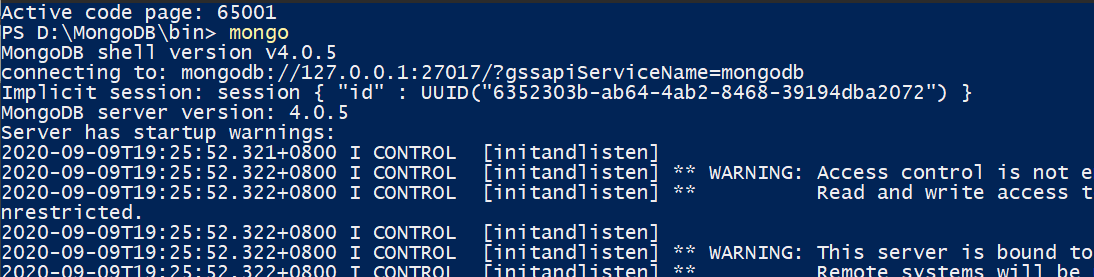 Active code page: 65001
PS D:\MongoDB\bin> mongo
MongoDB shell version v4.0.5
connecting to: mongodb://127.0.0.1:27017/?gssapiServiceName=mongodb
Implicit session: session { "id" : UUID("6352303b-ab64-4ab2-8468-39194dba2072") }
MongoDB server version: 4.0.5
Server has startup warnings:
2020-09-09T19:25:52.321+0800 I CONTROL  [initandlisten]
2020-09-09T19:25:52.322+0800 I CONTROL  [initandlisten] ** WARNING: Access control is not e
2020-09-09T19:25:52.322+0800 I CONTROL  [initandlisten] **          Read and write access t
nrestricted.
2020-09-09T19:25:52.322+0800 I CONTROL  [initandlisten]
2020-09-09T19:25:52.322+0800 I CONTROL  [initandlisten] ** WARNING: This server is bound to
2020-09-09T19:25:52.322+0800 I CONTROL  [initandlisten] **          Remote systems will be